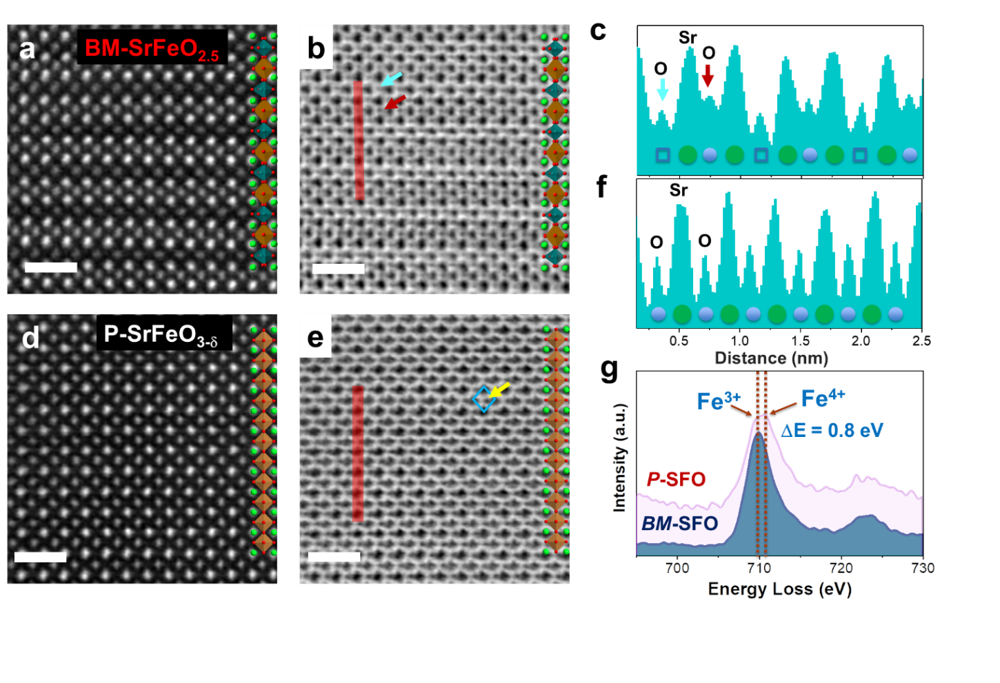 a
BM-SrFeO2.5
b
c
Sr
O
O
f
Sr
O
O
0.5 1.0 1.5 2.0 2.5
Distance (nm)
d
P-SrFeO3-δ
e
g
Fe3+
Fe4+
ΔE = 0.8 eV
P-SFO
BM-SFO
Intensity (a.u.)
700 710 720 730
Energy Loss (eV)